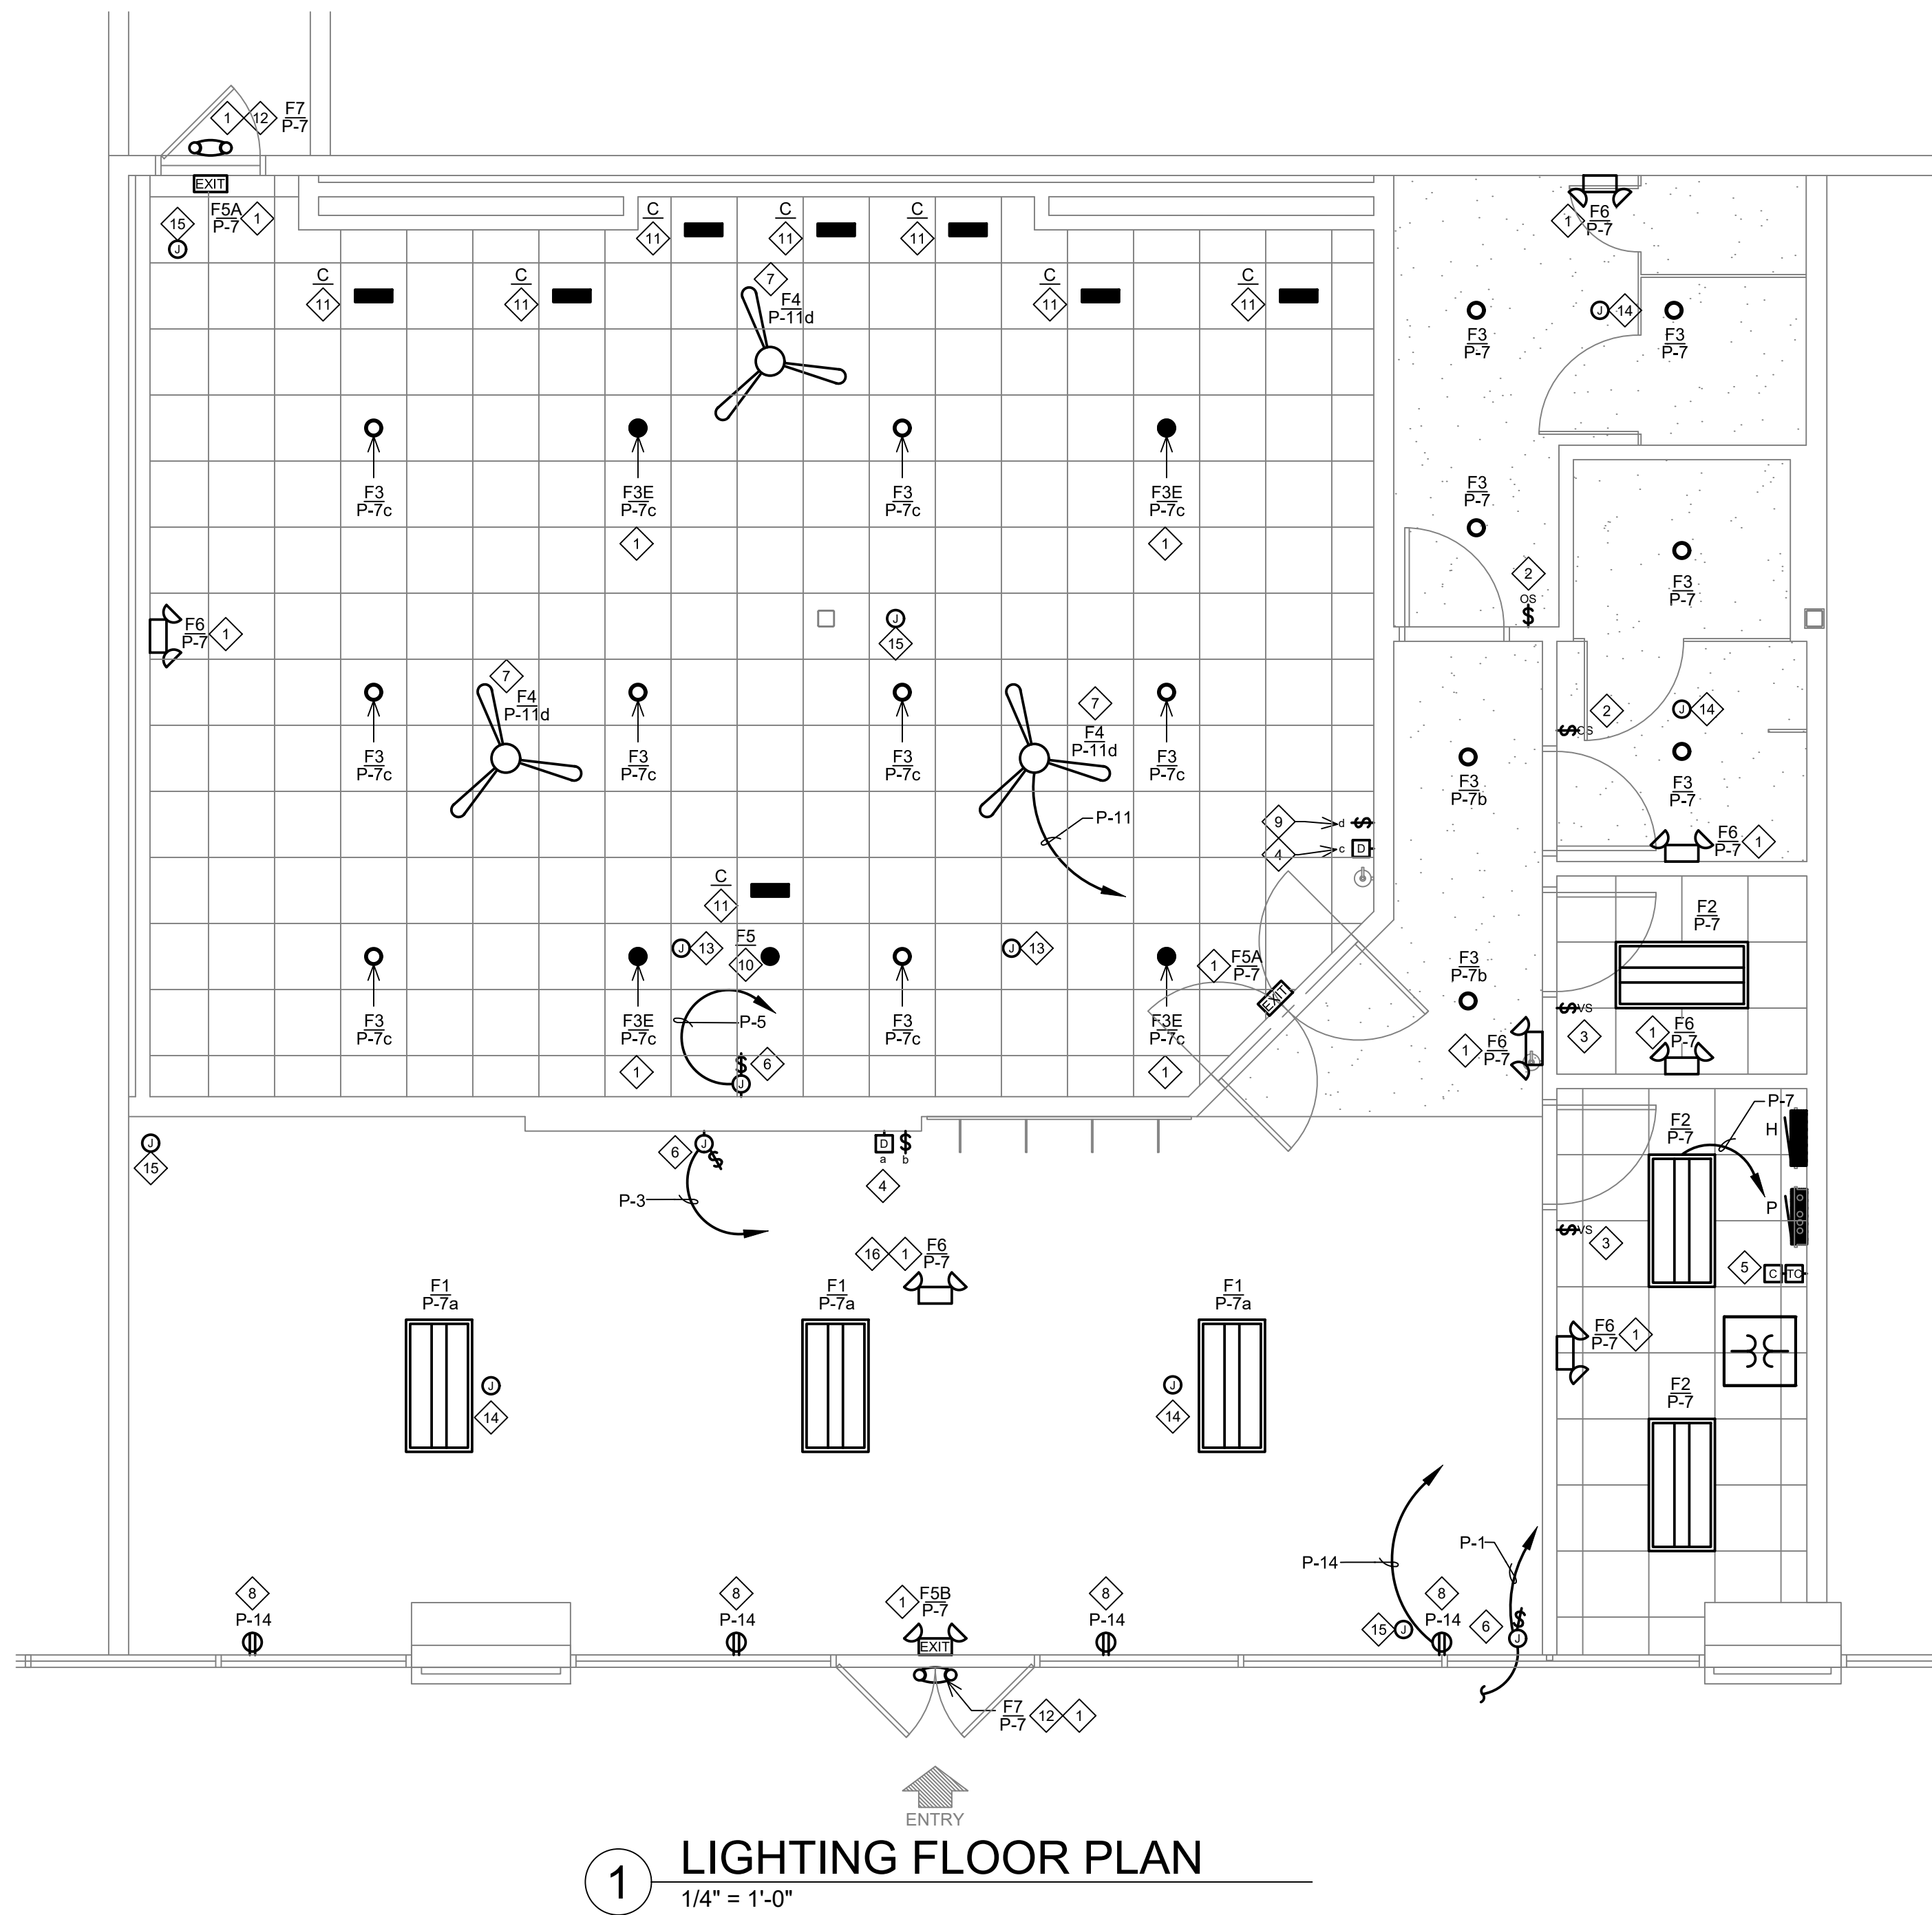 1 12 F7
P-7
EXIT
15 F5A 1
P-7
J
C
11
C
11
C
11
C
11
C
11
C
11
C
11
7
F4
P-11d
F6
1 P-7
F3
P-7
J 14
F3
P-7
F3
P-7c
F3E
P-7c
1
F3
P-7c
F3E
P-7c
1
F3
P-7
2
OS
$
F3
P-7
F6 1
P-7
J
15
7
F4
P-11d
7
F4
P-11d
2
$ OS
J 14
F3
P-7c
F3
P-7c
F3
P-7c
F3
P-7c
F3
P-7b
F3
P-7
P-11
9 d $
4 c D
F6 1
P-7
C
11
J 13
F5
10
J 13
1 F5A
P-7
EXIT
F3
P-7b
F2
P-7
$ VS
3
1 F6
P-7
F3
P-7c
F3E
P-7c
1
P-5
$ 6
J
F3
P-7c
F3E
P-7c
1
1 F6
P-7
J
15
6 J $
P-3
D $
a b
4
F2
P-7
P-7
H
P
$ VS
3
5 C TC
16 1 F6
P-7
F1
P-7a
J
14
F1
P-7a
F1
P-7a
J
14
F6 1
P-7
F2
P-7
P-14
P-1
8
P-14
8
P-14
1 F5B
P-7
EXIT
8
P-14
15 J
8
P-14
6 $
J
F7 12 1
P-7
ENTRY
1 LIGHTING FLOOR PLAN
1/4" = 1'-0"